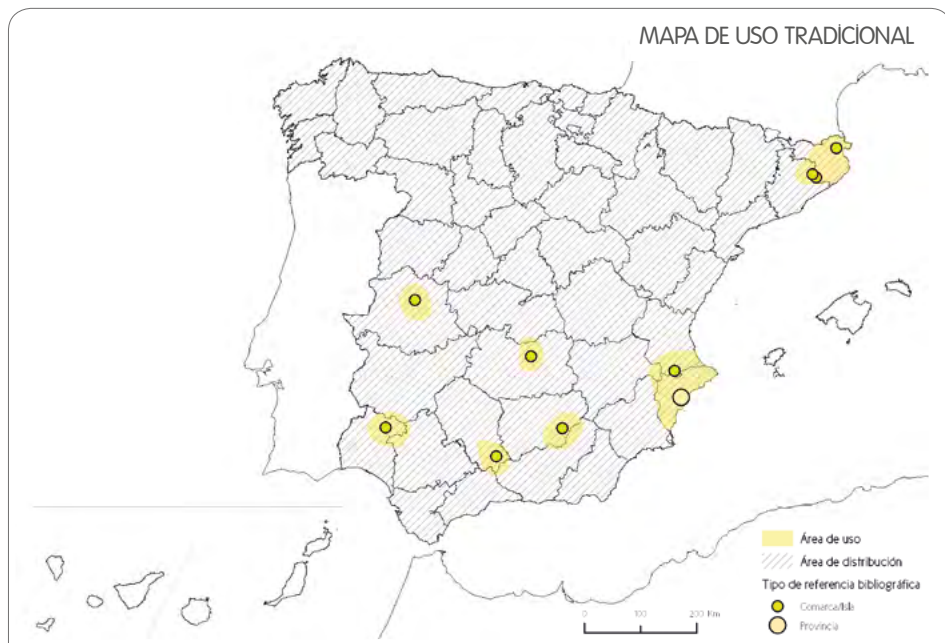 MAPA DE USO TRADICIONAL
Área de uso
Área de distribución
Tipo de referencia bibliográfica
Comarca/Isla
Provincia
0 100 200 Km